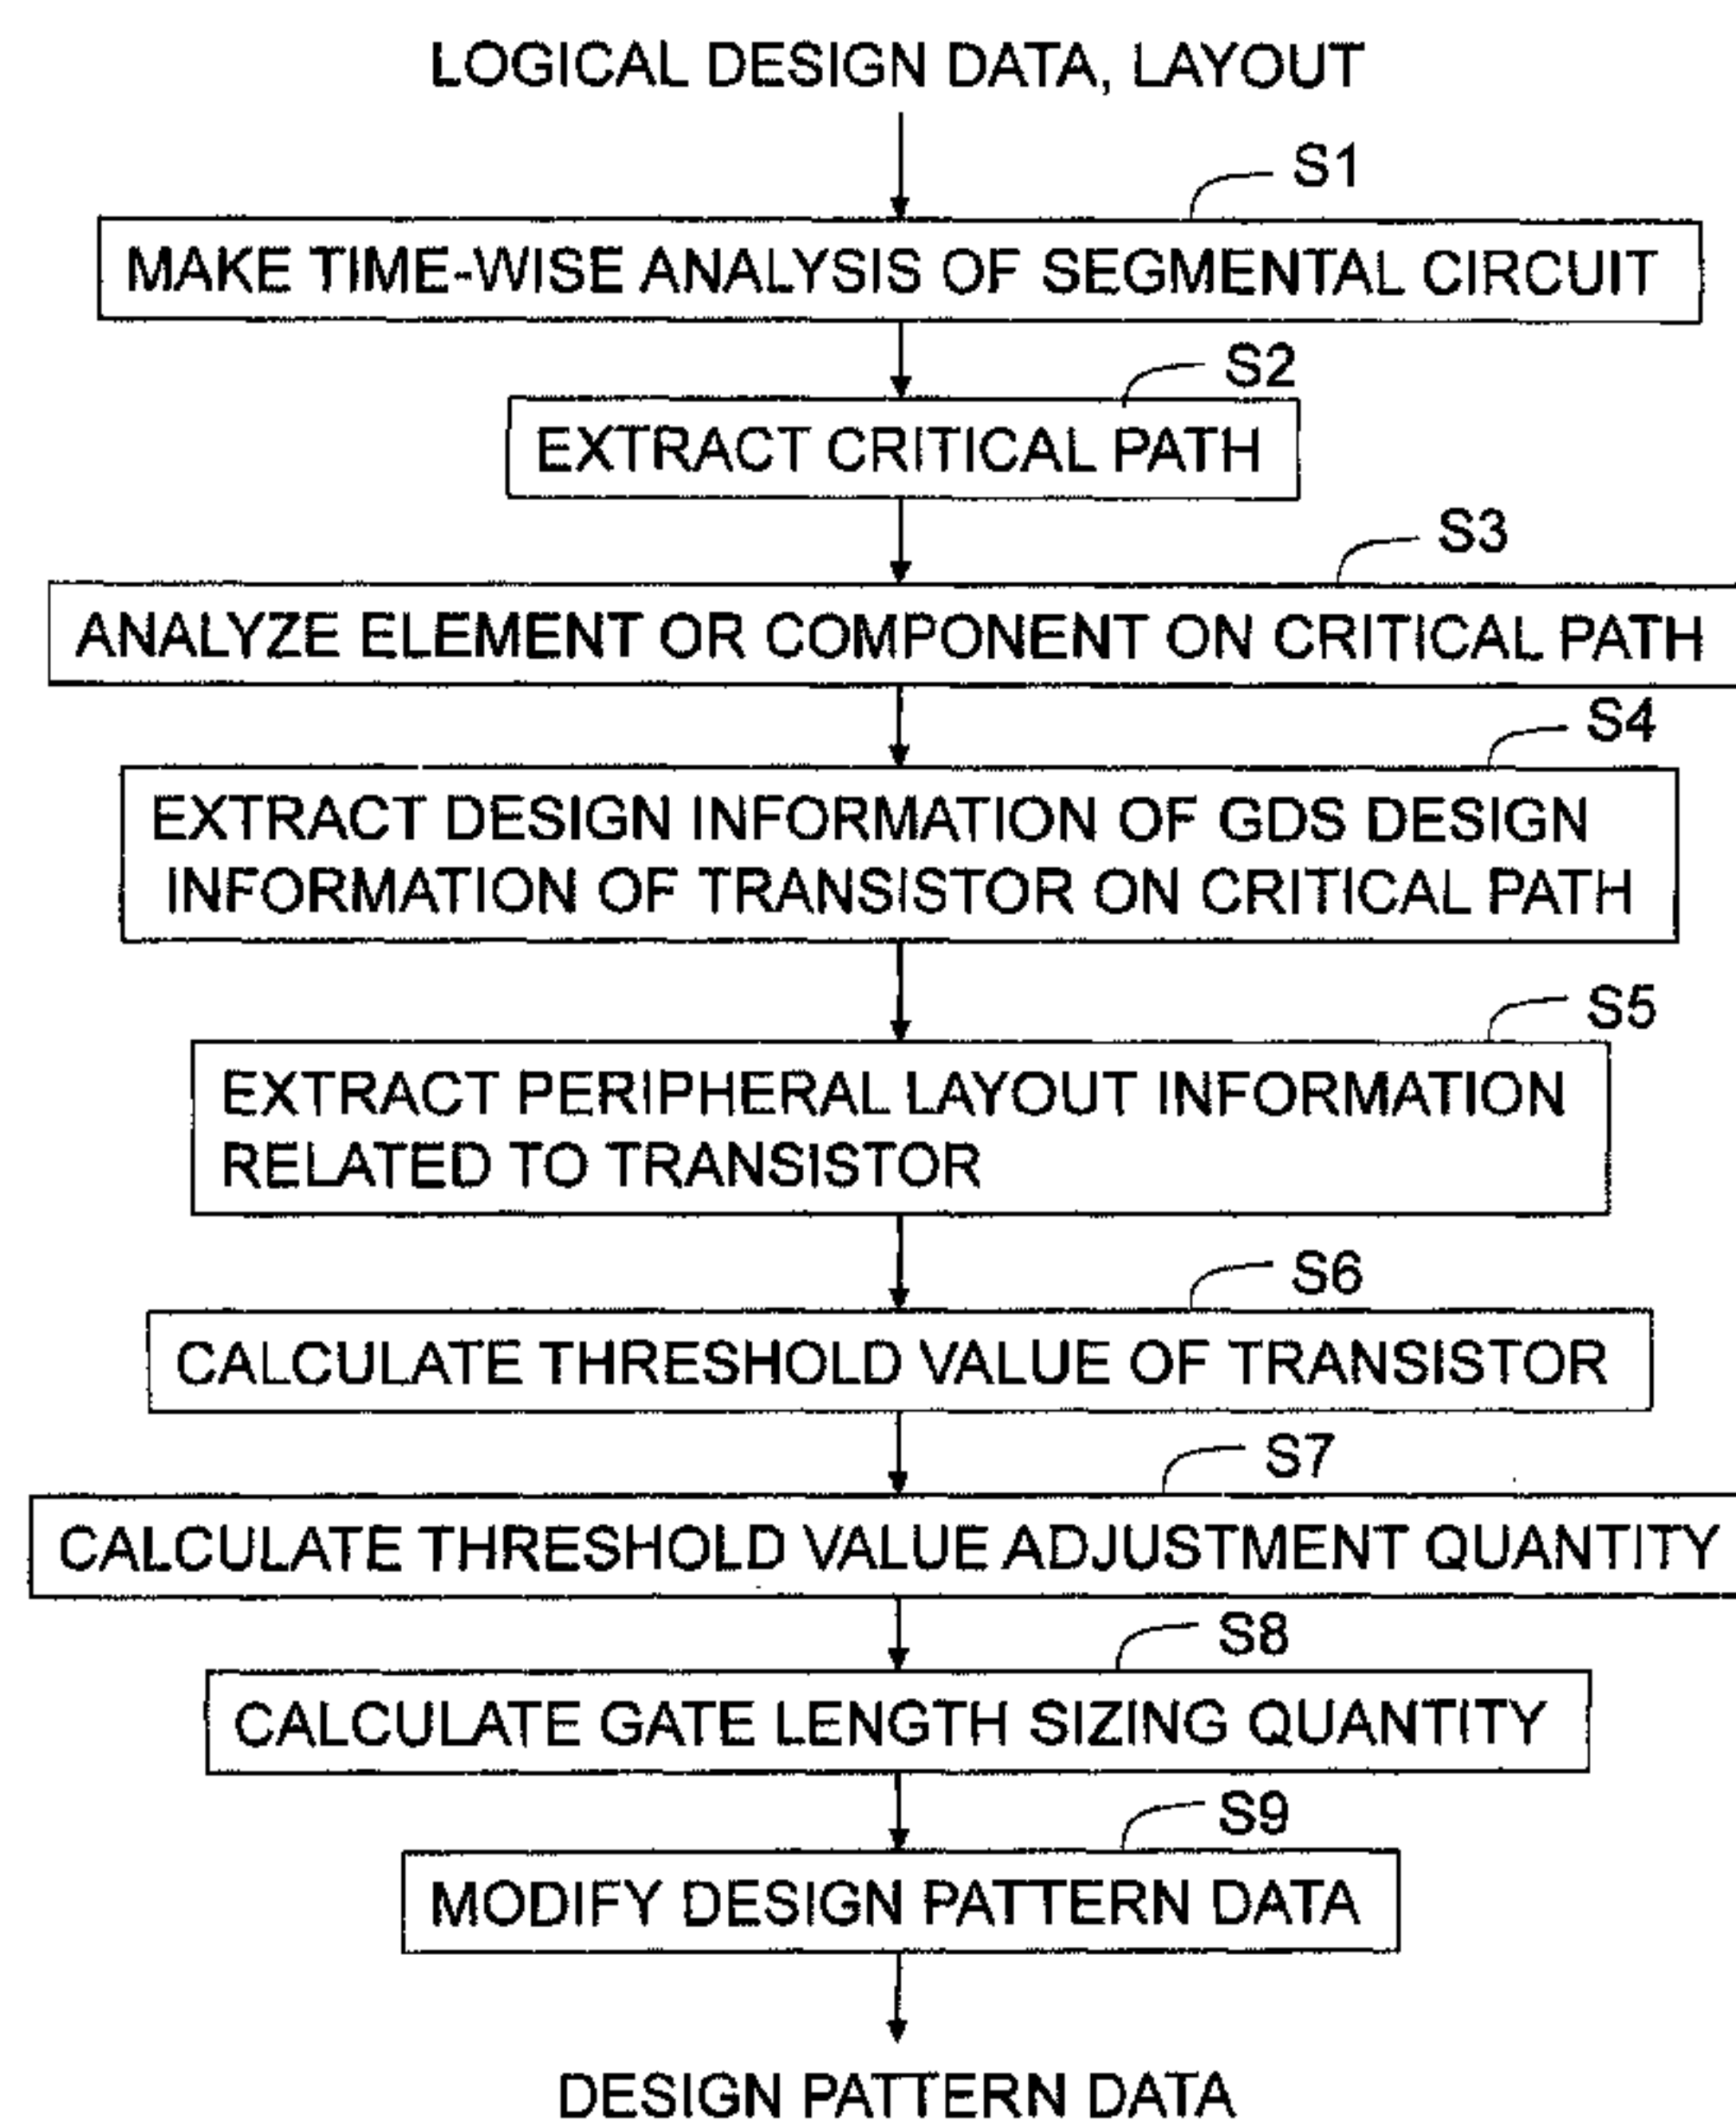 LOGICAL DESIGN DATA, LAYOUT
S1
MAKE TIME-WISE ANALYSIS OF SEGMENTAL CIRCUIT
S2
EXTRACT CRITICAL PATH
S3
ANALYZE ELEMENT OR COMPONENT ON CRITICAL PATH
S4
EXTRACT DESIGN INFORMATION OF GDS DESIGN
INFORMATION OF TRANSISTOR ON CRITICAL PATH
S5
EXTRACT PERIPHERAL LAYOUT INFORMATION
RELATED TO TRANSISTOR
S6
CALCULATE THRESHOLD VALUE OF TRANSISTOR
S7
CALCULATE THRESHOLD VALUE ADJUSTMENT QUANTITY
S8
CALCULATE GATE LENGTH SIZING QUANTITY
S9
MODIFY DESIGN PATTERN DATA
DESIGN PATTERN DATA